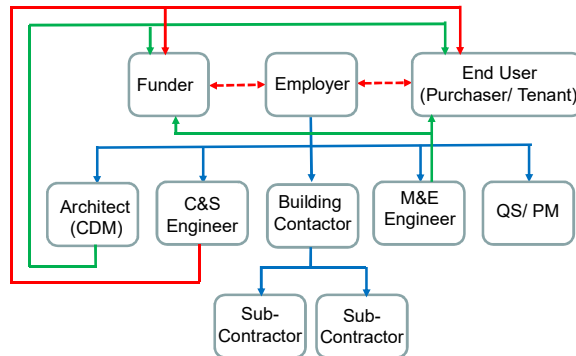 Funder
Employer
End User
(Purchaser/ Tenant)
Architect
(CDM)
C&S
Engineer
Building
Contactor
M&E
Engineer
QS/ PM
Sub-
Contractor
Sub-
Contractor